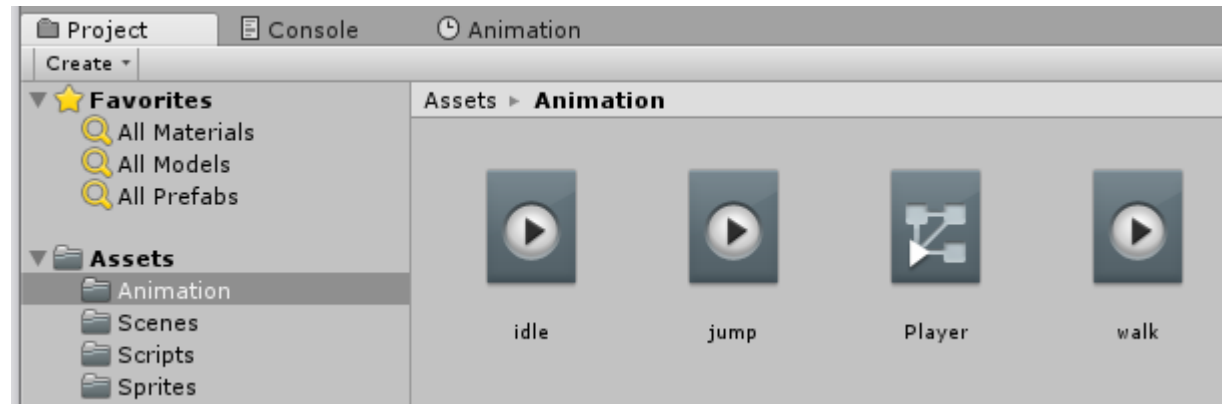 Project Console Animation
Create
Favorites
All Materials
All Models
All Prefabs
Assets
Animation
Scenes
Scripts
Sprites
Assets Animation
idle jump Player walk